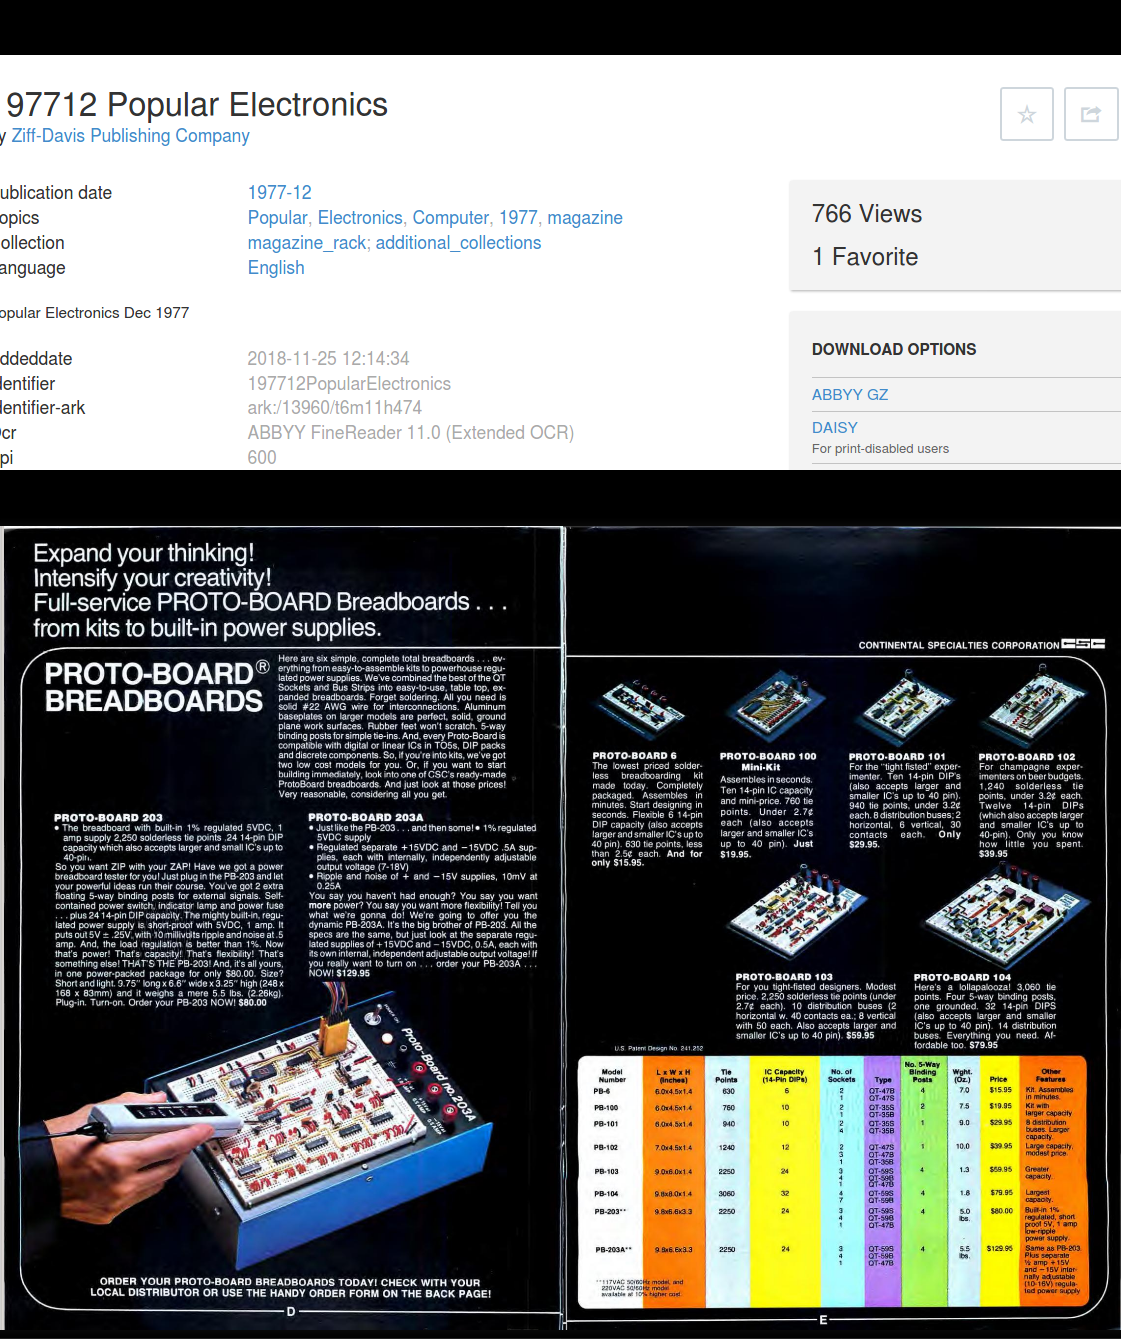 97712 Popular Electronics
y Ziff-Davis Publishing Company
ublication date 1977-12
opics Popular, Electronics, Computer, 1977, magazine
ollection magazine_rack; additional_collections
anguage English
opular Electronics Dec 1977
ddeddate 2018-11-25 12:14:34
dentifier 197712PopularElectronics
dentifier-ark ark:/13960/t6m11h474
cr ABBYY FineReader 11.0 (Extended OCR)
pi 600
766 Views
1 Favorite
DOWNLOAD OPTIONS
ABBYY GZ
DAISY
For print-disabled users
Expand your thinking!
Intensify your creativity!
Full-service PROTO-BOARD Breadboards . . .
from kits to built-in power supplies.
PROTO-BOARD®
BREADBOARDS
Here are six simple, complete total breadboards . . . ev-
erything from easy-to-assemble kits to powerhouse regu-
lated power supplies. We've combined the best of the QT
Sockets and Bus Strips into easy-to-use, table top, ex-
panded breadboards. Forget soldering. All you need is
solid #22 AWG wire for interconnections. Aluminum
baseplates on larger models are perfect, solid, ground
plane work surfaces. Rubber feet won't scratch. 5-way
binding posts for simple tie-ins. And, every Proto-Board is
compatible with digital or linear ICs in TO5s, DIP packs
and discrete components. So, if you're into kits, we've got
two low cost models for you. Or, if you want to start
building immediately, look into one of CSC's ready-made
ProtoBoard breadboards. And just look at those prices!
Very reasonable, considering all you get.
PROTO-BOARD 203
• The breadboard with built-in 1% regulated 5VDC, 1
amp supply 2,250 solderless tie points .24 14-pin DIP
capacity which also accepts larger and small IC's up to
40-pin.
So you want ZIP with your ZAP! Have we got a power
breadboard tester for you! Just plug in the PB-203 and let
your powerful ideas run their course. You've got 2 extra
floating 5-way binding posts for external signals. Self-
contained power switch, indicator lamp and power fuse
. . . plus 24 14-pin DIP capacity. The mighty built-in, regu-
lated power supply is short-proof with 5VDC, 1 amp. It
puts out 5V ± .25V, with 10 millivolts ripple and noise at .5
amp. And, the load regulation is better than 1%. Now
that's power! That's capacity! That's flexibility! That's
something else! THAT'S THE PB-203! And, it's all yours,
in one power-packed package for only $80.00. Size?
Short and light. 9.75" long x 6.6" wide x 3.25" high (248 x
168 x 83mm) and it weighs a mere 5.5 lbs. (2.26kg).
Plug-in. Turn-on. Order your PB-203 NOW! $80.00
PROTO-BOARD 203A
• Just like the PB-203 . . . and then some! • 1% regulated
5VDC supply
• Regulated separate +15VDC and −15VDC .5A sup-
plies, each with internally, independently adjustable
output voltage (7-18V)
• Ripple and noise of + and − 15V supplies, 10mV at
0.25A
You say you haven't had enough? You say you want
more power? You say you want more flexibility! Tell you
what we're gonna do! We're going to offer you the
dynamic PB-203A. It's the big brother of PB-203. All the
specs are the same, but just look at the separate regu-
lated supplies of +15VDC and −15VDC, 0.5A, each with
its own internal, independent adjustable output voltage! If
you really want to turn on . . . order your PB-203A . . .
NOW! $129.95
Proto-Board no. 203A
ORDER YOUR PROTO-BOARD BREADBOARDS TODAY! CHECK WITH YOUR
LOCAL DISTRIBUTOR OR USE THE HANDY ORDER FORM ON THE BACK PAGE!
D
CONTINENTAL SPECIALTIES CORPORATION CSC
PROTO-BOARD 6
The lowest priced solder-
less breadboarding kit
made today. Completely
packaged. Assembles in
minutes. Start designing in
seconds. Flexible 6 14-pin
DIP capacity (also accepts
larger and smaller IC's up to
40 pin). 630 tie points, less
than 2.5¢ each. And for
only $15.95.
PROTO-BOARD 100
Mini-Kit
Assembles in seconds.
Ten 14-pin IC capacity
and mini-price. 760 tie
points. Under 2.7¢
each (also accepts
larger and smaller IC's
up to 40 pin). Just
$19.95.
PROTO-BOARD 101
For the "tight fisted" exper-
imenter. Ten 14-pin DIP's
(also accepts larger and
smaller IC's up to 40 pin).
940 tie points, under 3.2¢
each. 8 distribution buses; 2
horizontal, 6 vertical, 30
contacts each. Only
$29.95.
PROTO-BOARD 102
For champagne exper-
imenters on beer budgets.
1,240 solderless tie
points, under 3.2¢ each.
Twelve 14-pin DIPs
(which also accepts larger
and smaller IC's up to
40-pin). Only you know
how little you spent.
$39.95
PROTO-BOARD 103
For you tight-fisted designers. Modest
price. 2,250 solderless tie points (under
2.7¢ each). 10 distribution buses (2
horizontal w. 40 contacts ea.; 8 vertical
with 50 each. Also accepts larger and
smaller IC's up to 40 pin). $59.95
PROTO-BOARD 104
Here's a lollapalooza! 3,060 tie
points. Four 5-way binding posts,
one grounded. 32 14-pin DIPS
(also accepts larger and smaller
IC's up to 40 pin). 14 distribution
buses. Everything you need. Af-
fordable too. $79.95
U.S. Patent Design No. 241,252
Model Number L x W x H (Inches) Tie Points IC Capacity (14-Pin DIPs) No. of Sockets Type No. 5-Way Binding Posts Wght. (Oz.) Price Other Features
PB-6 6.0x4.5x1.4 630 6 2 QT-47B 4 7.0 $15.95 Kit. Assembles
1 QT-47S in minutes.
PB-100 6.0x4.5x1.4 760 10 2 QT-35S 2 7.5 $19.95 Kit with
1 QT-35B larger capacity
PB-101 6.0x4.5x1.4 940 10 2 QT-35S 1 9.0 $29.95 8 distribution
4 QT-35B buses. Larger
capacity.
PB-102 7.0x4.5x1.4 1240 12 2 QT-47S 1 10.0 $39.95 Large capacity,
3 QT-47B modest price.
1 QT-35B
PB-103 9.0x6.0x1.4 2250 24 3 QT-59S 4 1.3 $59.95 Greater
4 QT-59B capacity.
1 QT-47B
PB-104 9.8x8.0x1.4 3060 32 4 QT-59S 4 1.8 $79.95 Largest
7 QT-59B capacity.
PB-203** 9.8x6.6x3.3 2250 24 3 QT-59S 4 5.0 $80.00 Built-in 1%
4 QT-59B lbs. regulated, short
1 QT-47B proof 5V, 1 amp
low-ripple
power supply.
PB-203A** 9.8x6.6x3.3 2250 24 3 QT-59S 4 5.5 $129.95 Same as PB-203.
4 QT-59B lbs. Plus separate
1 QT-47B ½ amp +15V
and −15V inter-
nally adjustable
(10-16V) regula-
ted power supply
**117VAC 50/60Hz model, and
220VAC 50/60Hz model
available at 10% higher cost.
E